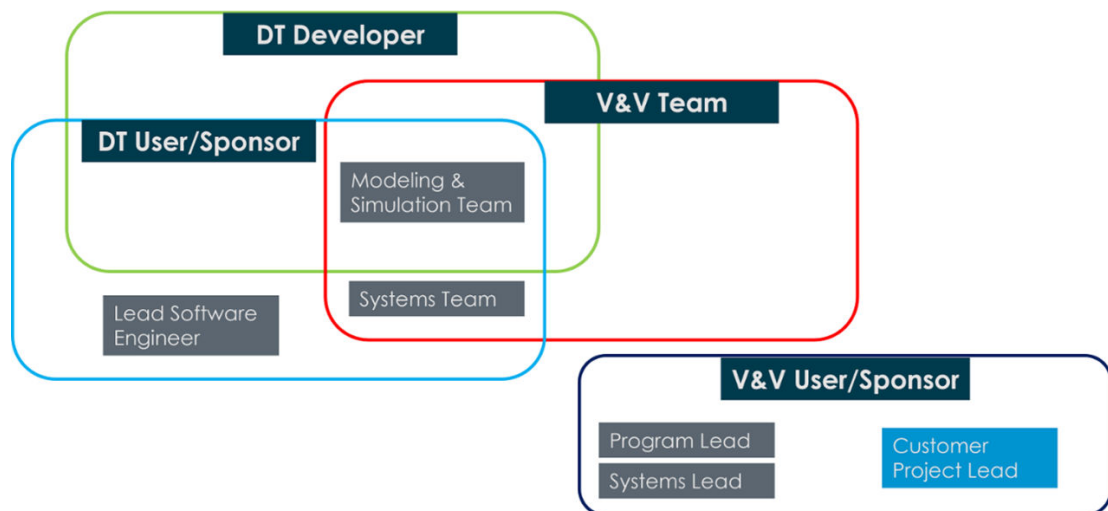 DT Developer
V&V Team
DT User/Sponsor
Modeling &
Simulation Team
Systems Team
Lead Software
Engineer
V&V User/Sponsor
Program Lead
Systems Lead
Customer
Project Lead